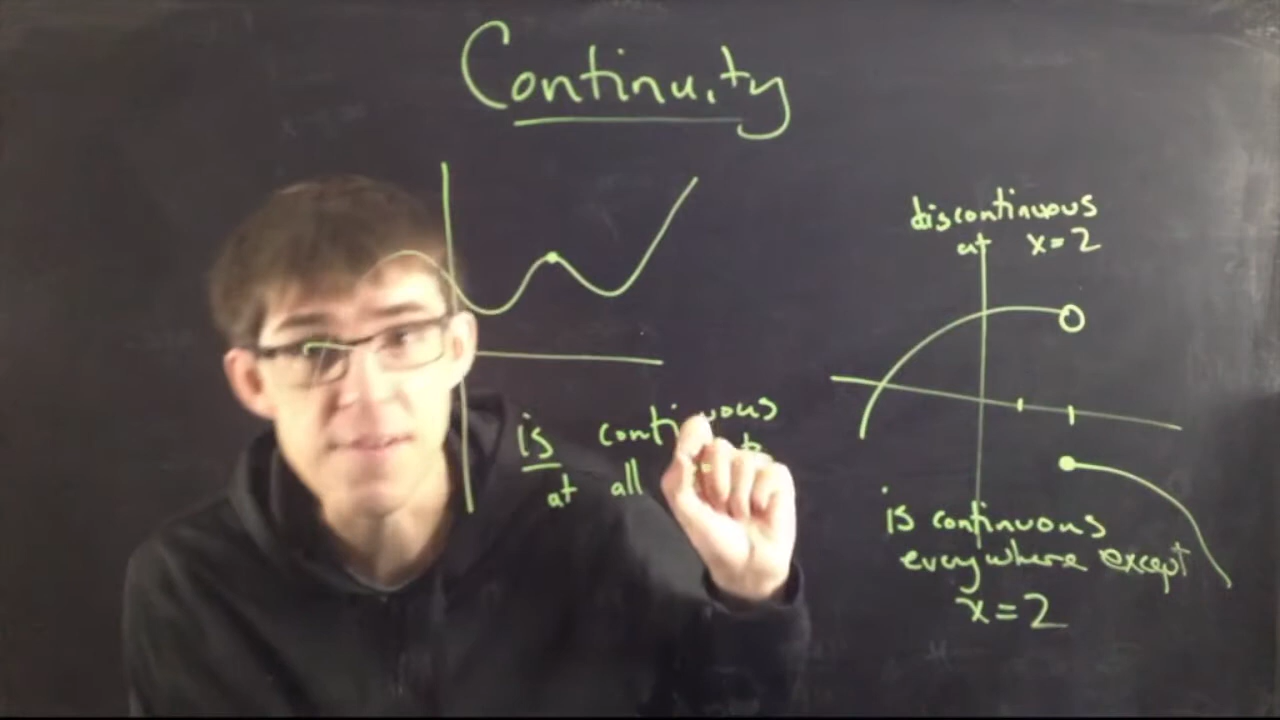 Continuity
is continuous
at all
discontinuous
at x=2
is continuous
everywhere except
x=2